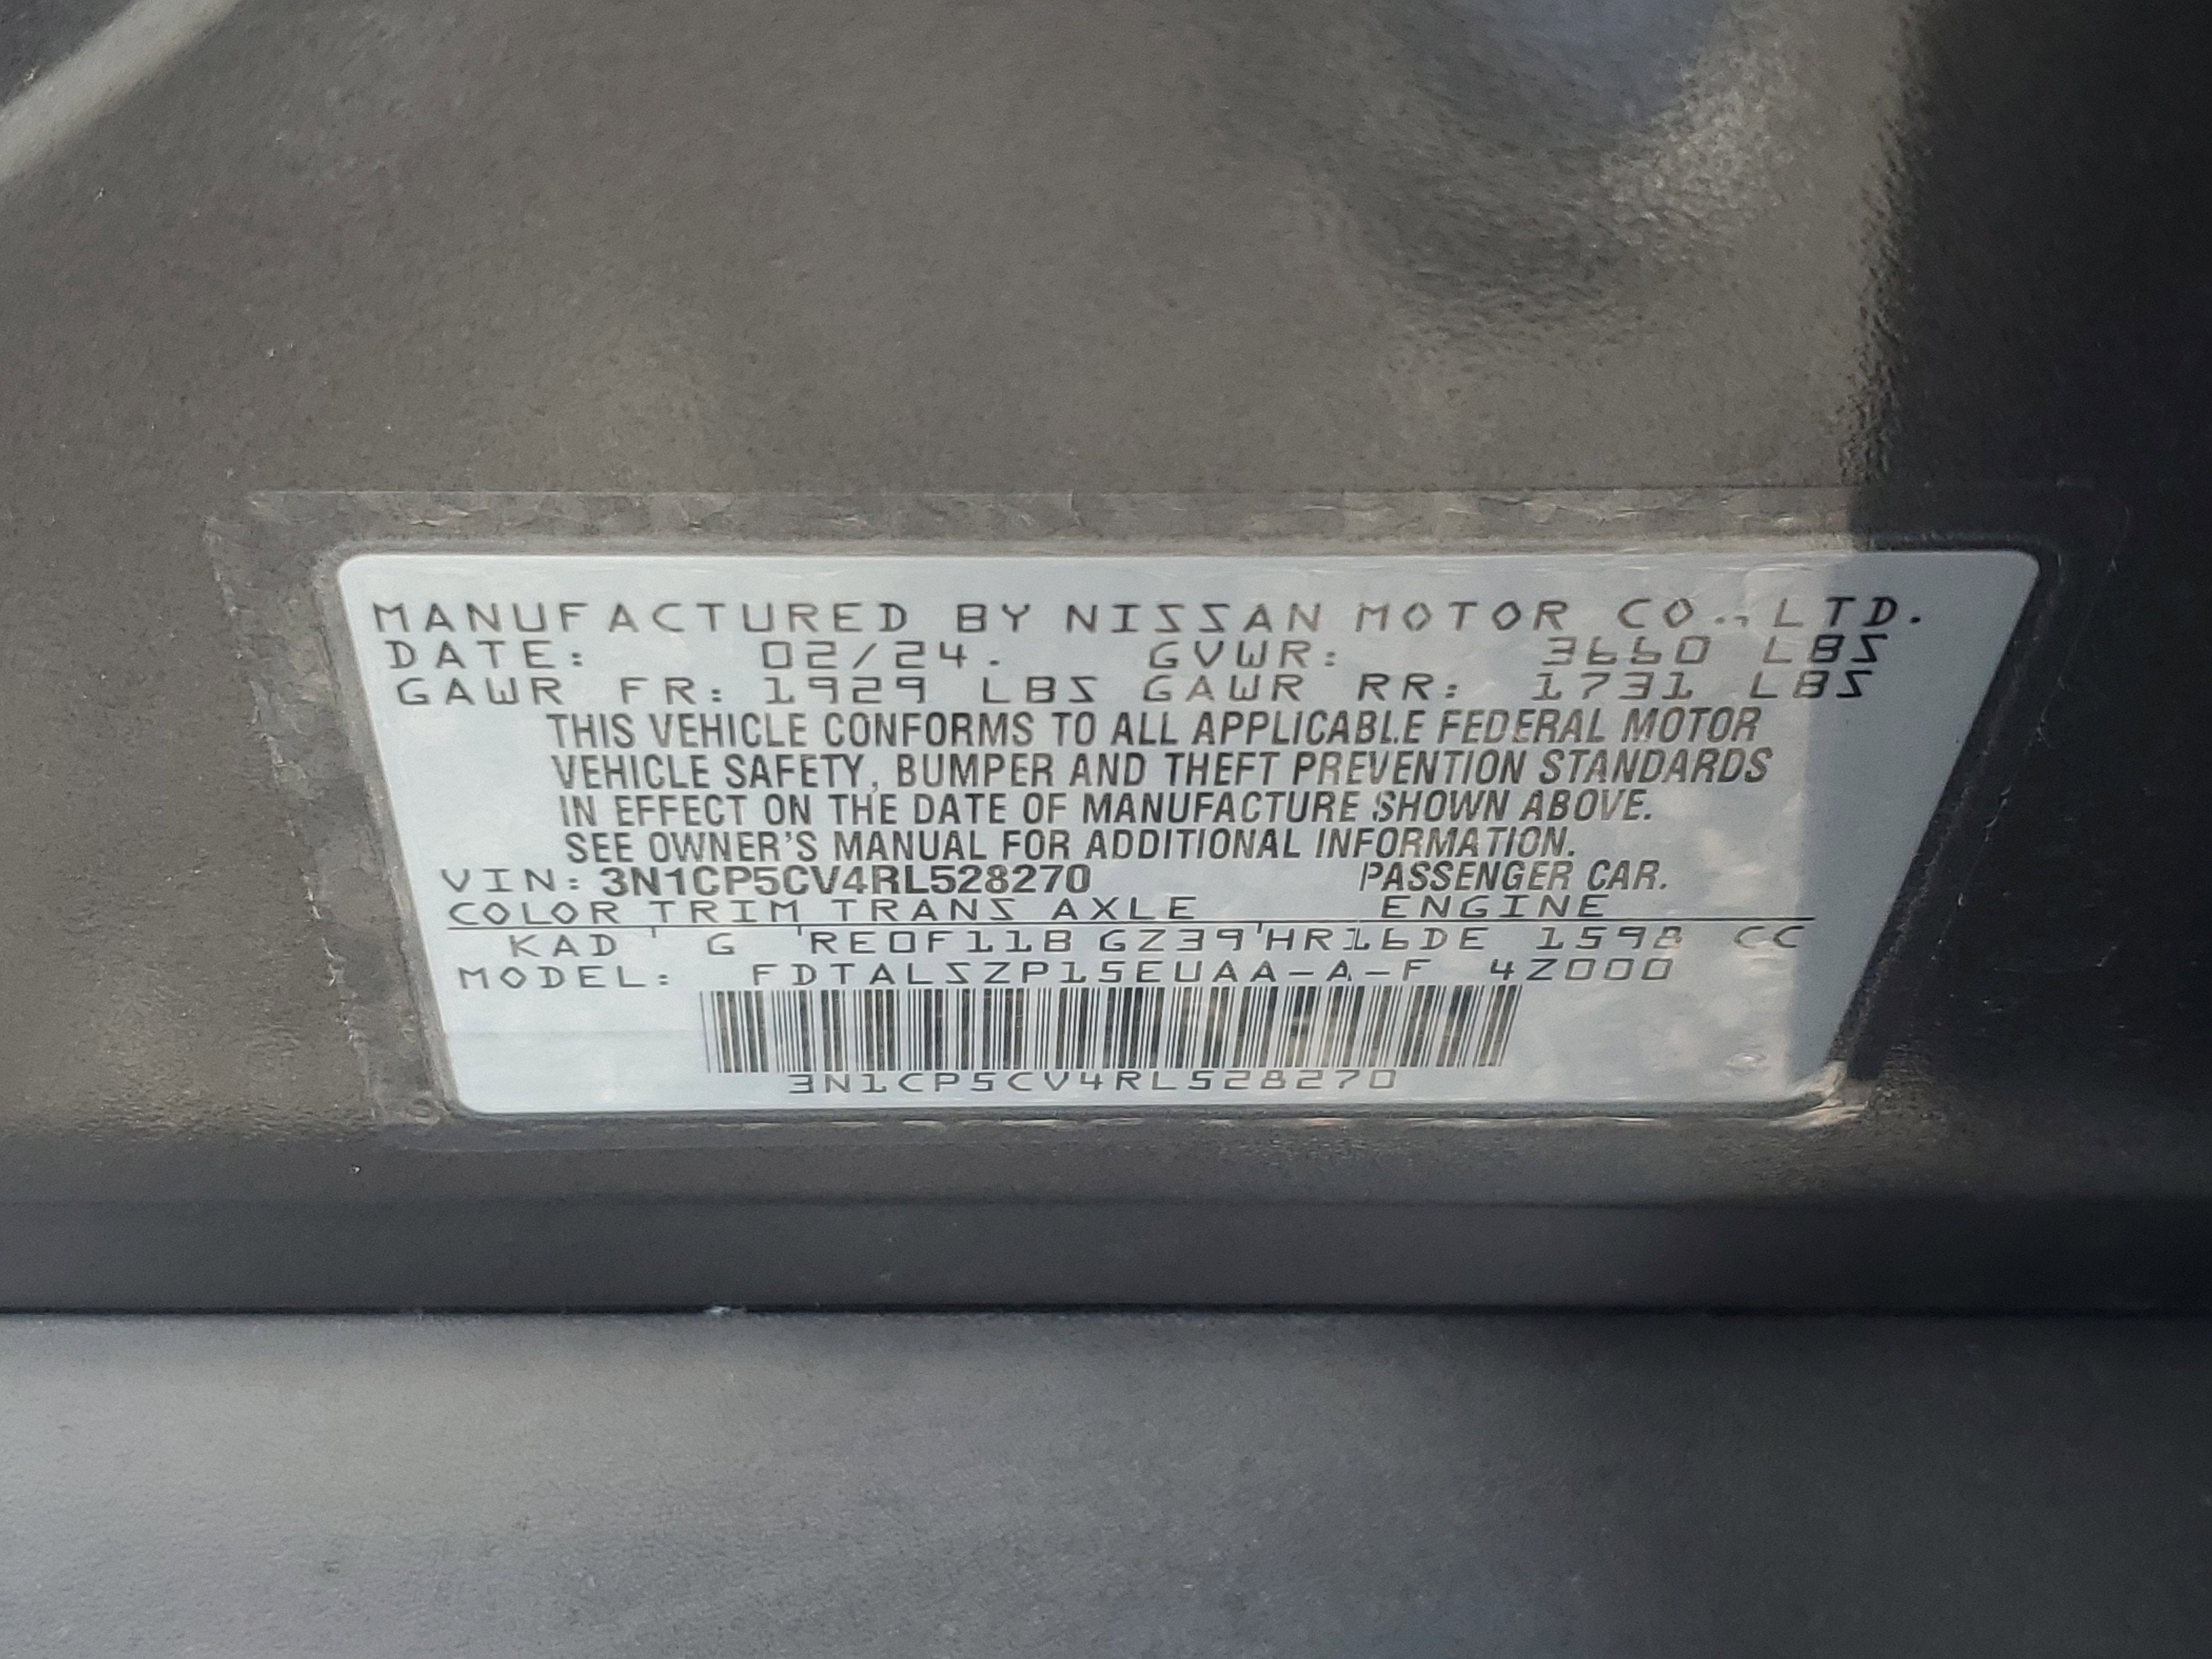 MANUFACTURED BY NISSAN MOTOR CO., LTD.
DATE: 02/24. GVWR: 3660 LBS
GAWR FR: 1929 LBS GAWR RR: 1731 LBS
THIS VEHICLE CONFORMS TO ALL APPLICABLE FEDERAL MOTOR
VEHICLE SAFETY, BUMPER AND THEFT PREVENTION STANDARDS
IN EFFECT ON THE DATE OF MANUFACTURE SHOWN ABOVE.
SEE OWNER'S MANUAL FOR ADDITIONAL INFORMATION.
VIN: 3N1CP5CV4RL528270 PASSENGER CAR.
COLOR TRIM TRANS AXLE ENGINE
KAD G RE0F11B GZ39 HR16DE 1598 CC
MODEL: FDTALSZP15EUAA-A-F 4Z000
3N1CP5CV4RL528270